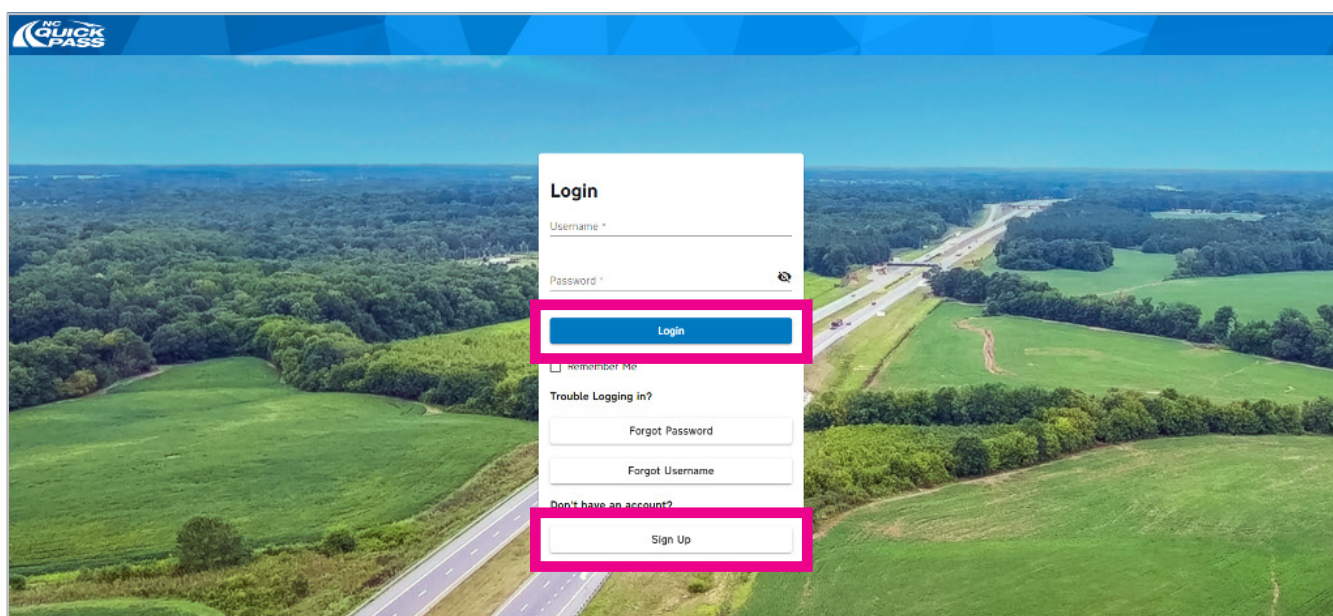 NC
QUICK
PASS
Login
Username *
Password *
Login
Remember Me
Trouble Logging in?
Forgot Password
Forgot Username
Don't have an account?
Sign Up